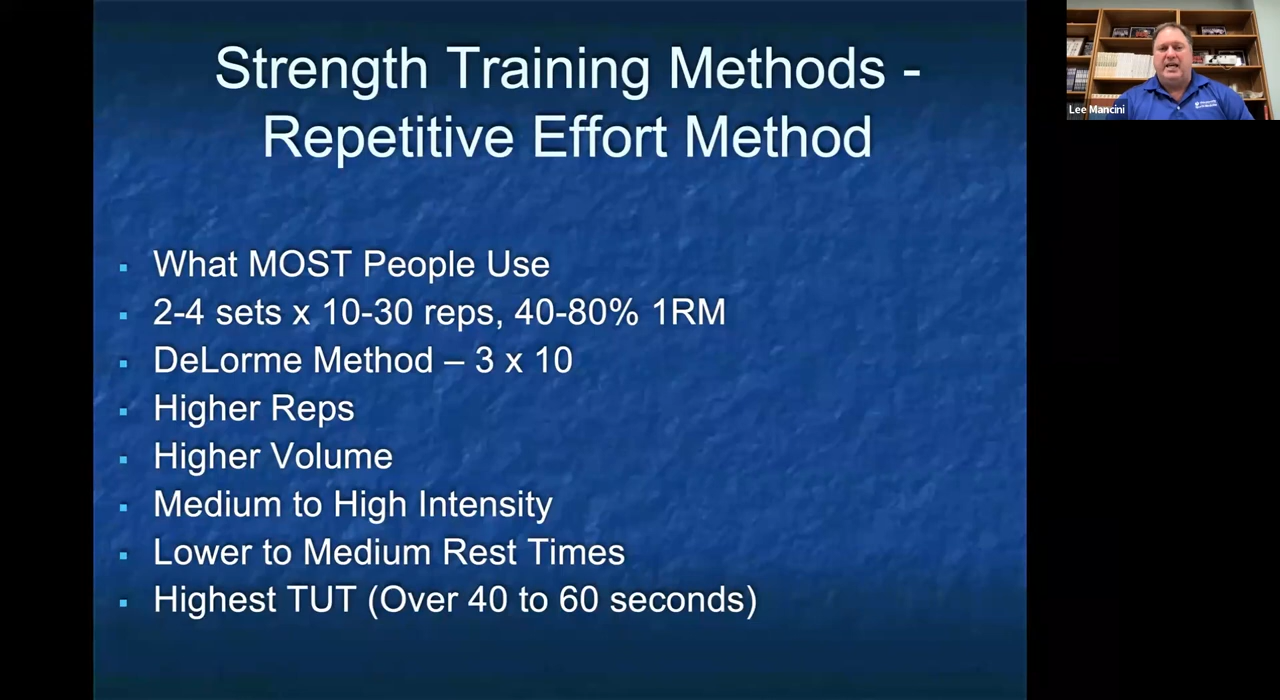 Strength Training Methods -
Repetitive Effort Method
What MOST People Use
2-4 sets x 10-30 reps, 40-80% 1RM
DeLorme Method – 3 x 10
Higher Reps
Higher Volume
Medium to High Intensity
Lower to Medium Rest Times
Highest TUT (Over 40 to 60 seconds)
Lee Mancini